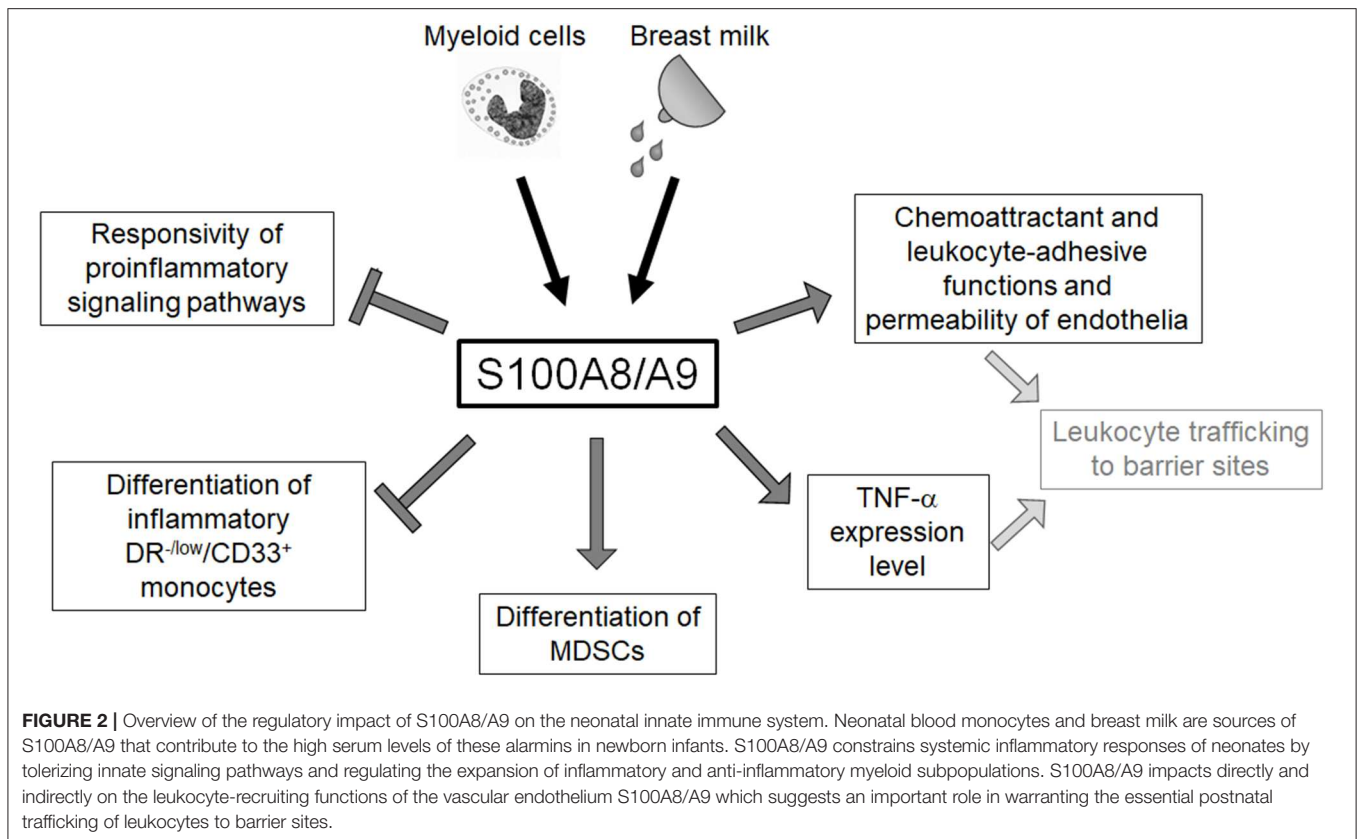 Myeloid cells
Breast milk
Responsivity of
proinflammatory
signaling pathways
Chemoattractant and
leukocyte-adhesive
functions and
permeability of endothelia
S100A8/A9
Leukocyte trafficking
to barrier sites
Differentiation of
inflammatory
DR-/low/CD33+
monocytes
TNF-α
expression
level
Differentiation of
MDSCs
FIGURE 2 | Overview of the regulatory impact of S100A8/A9 on the neonatal innate immune system. Neonatal blood monocytes and breast milk are sources of
S100A8/A9 that contribute to the high serum levels of these alarmins in newborn infants. S100A8/A9 constrains systemic inflammatory responses of neonates by
tolerizing innate signaling pathways and regulating the expansion of inflammatory and anti-inflammatory myeloid subpopulations. S100A8/A9 impacts directly and
indirectly on the leukocyte-recruiting functions of the vascular endothelium S100A8/A9 which suggests an important role in warranting the essential postnatal
trafficking of leukocytes to barrier sites.